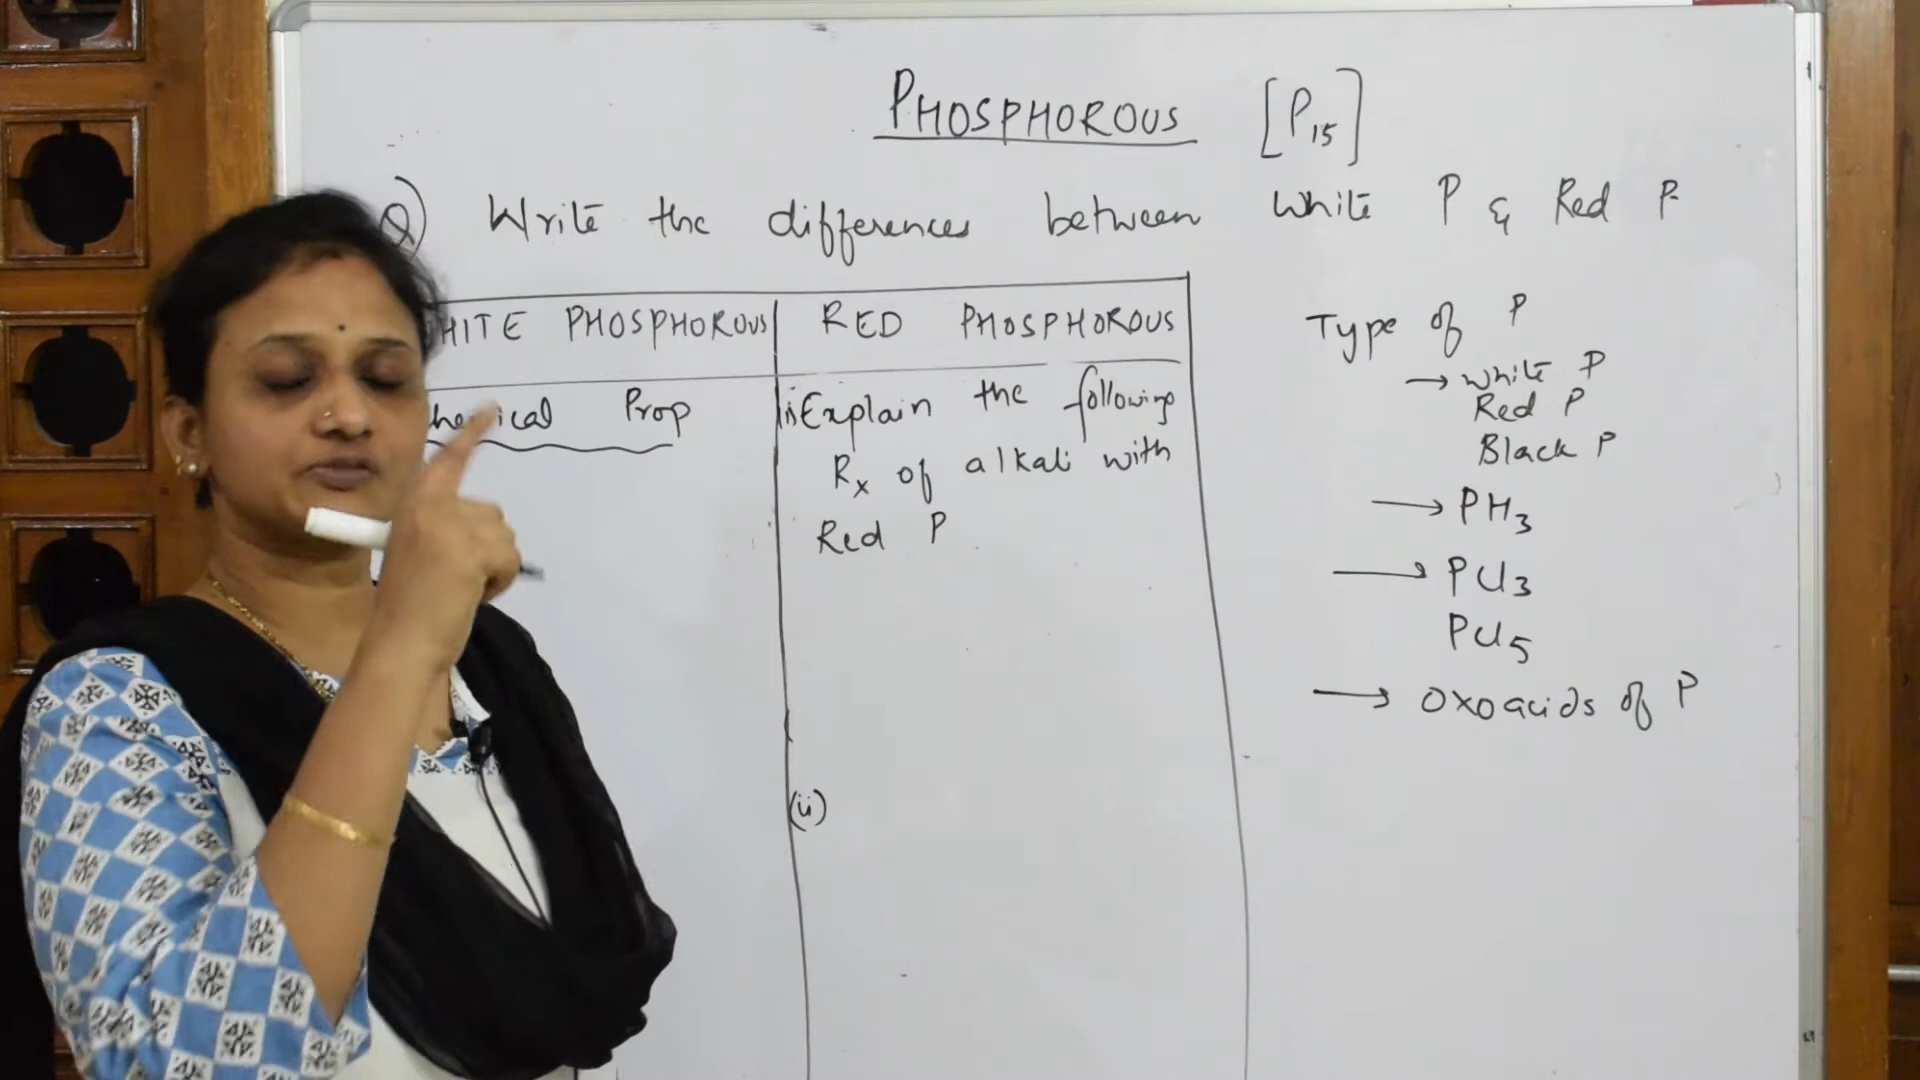 PHOSPHOROUS [P15]
Q) Write the differences between White P & Red P
HITE PHOSPHOROUS RED PHOSPHOROUS
hemical Prop
i) Explain the following
Rx of alkali with
Red P
(ii)
Type of P
→ White P
Red P
Black P
→ PH3
→ PCl3
PCl5
→ Oxoacids of P